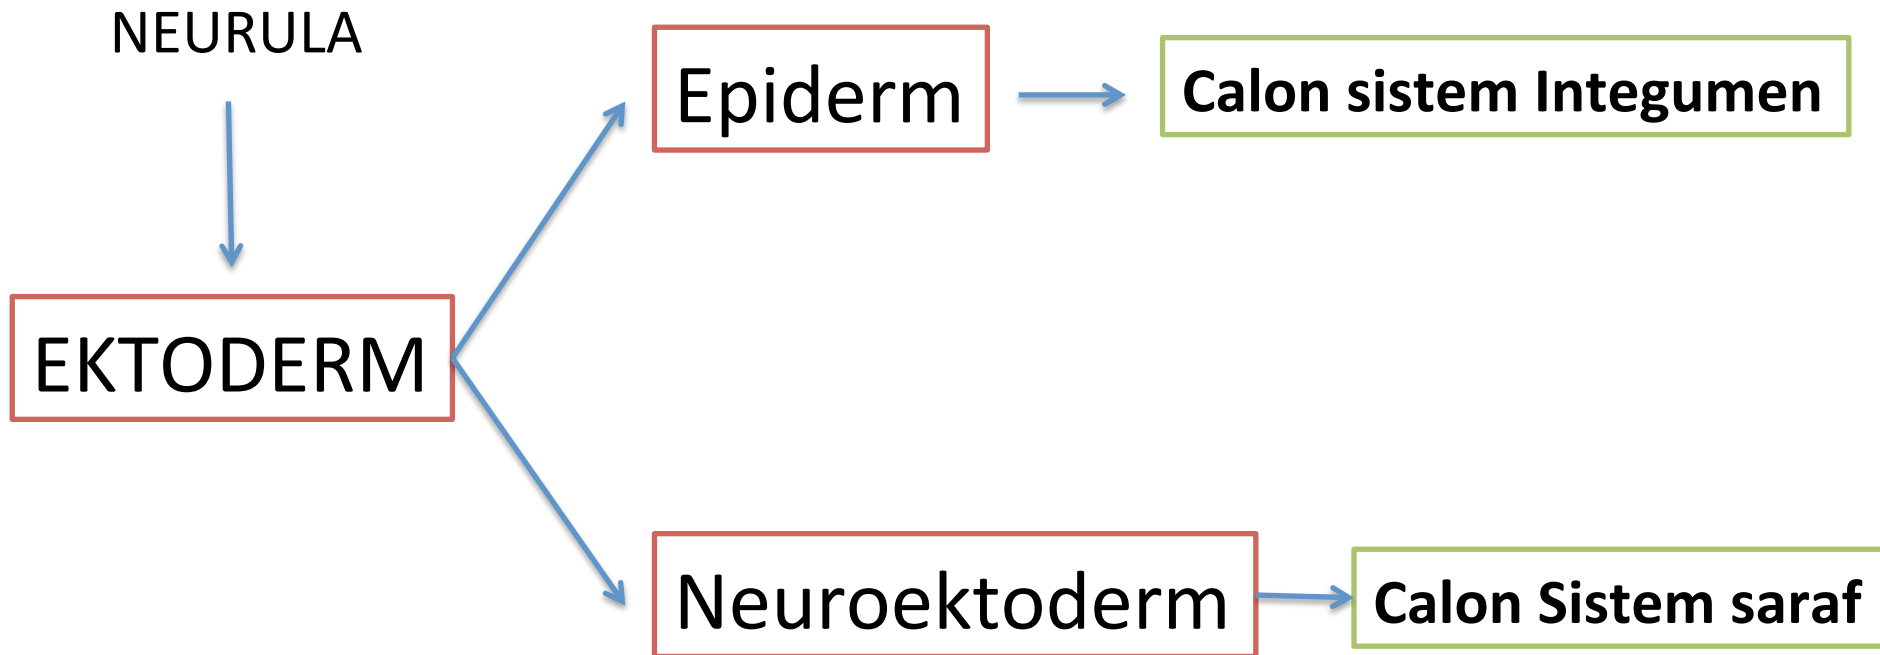 NEURULA
Epiderm
Calon sistem Integumen
EKTODERM
Neuroektoderm
Calon Sistem saraf